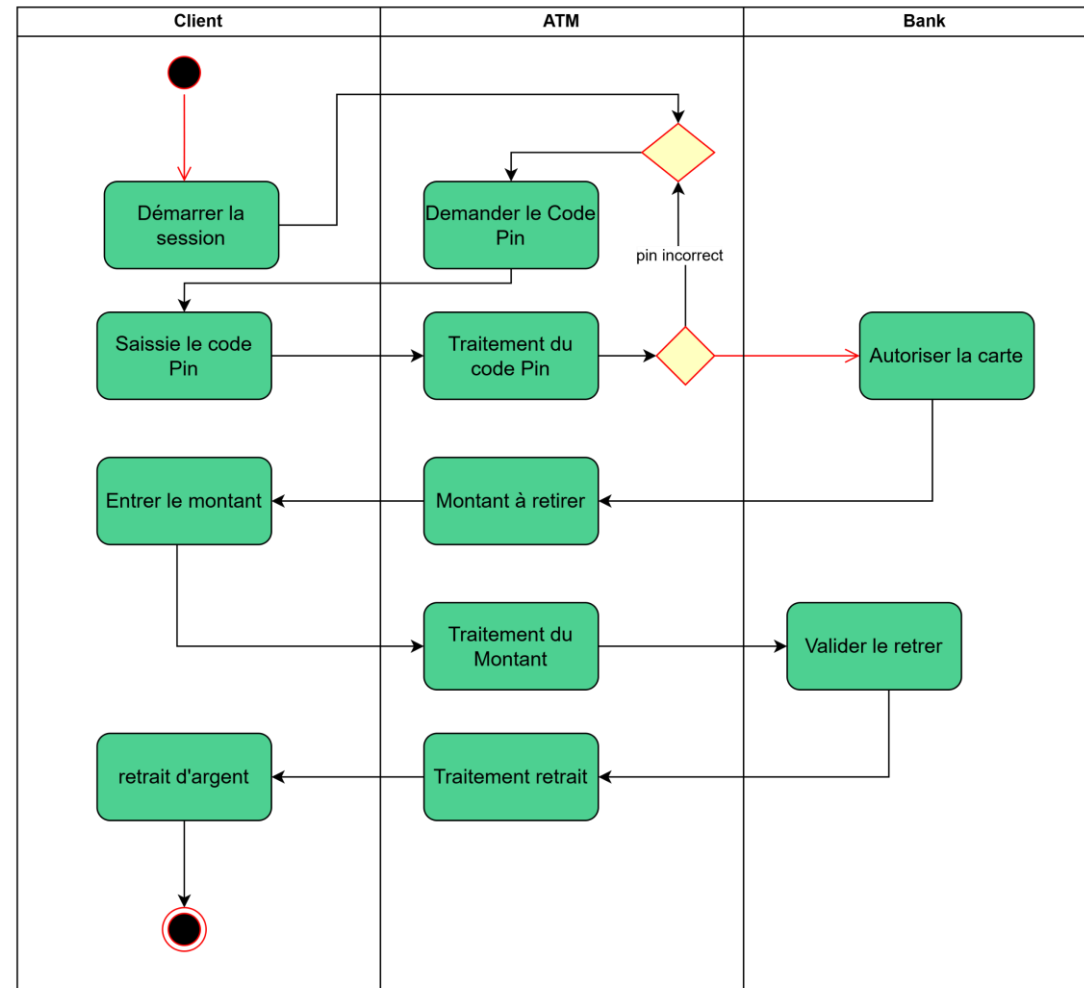 Client
ATM
Bank
Démarrer la
session
Demander le Code
Pin
pin incorrect
Saissie le code
Pin
Traitement du
code Pin
Autoriser la carte
Entrer le montant
Montant à retirer
Traitement du
Montant
Valider le retrer
retrait d'argent
Traitement retrait